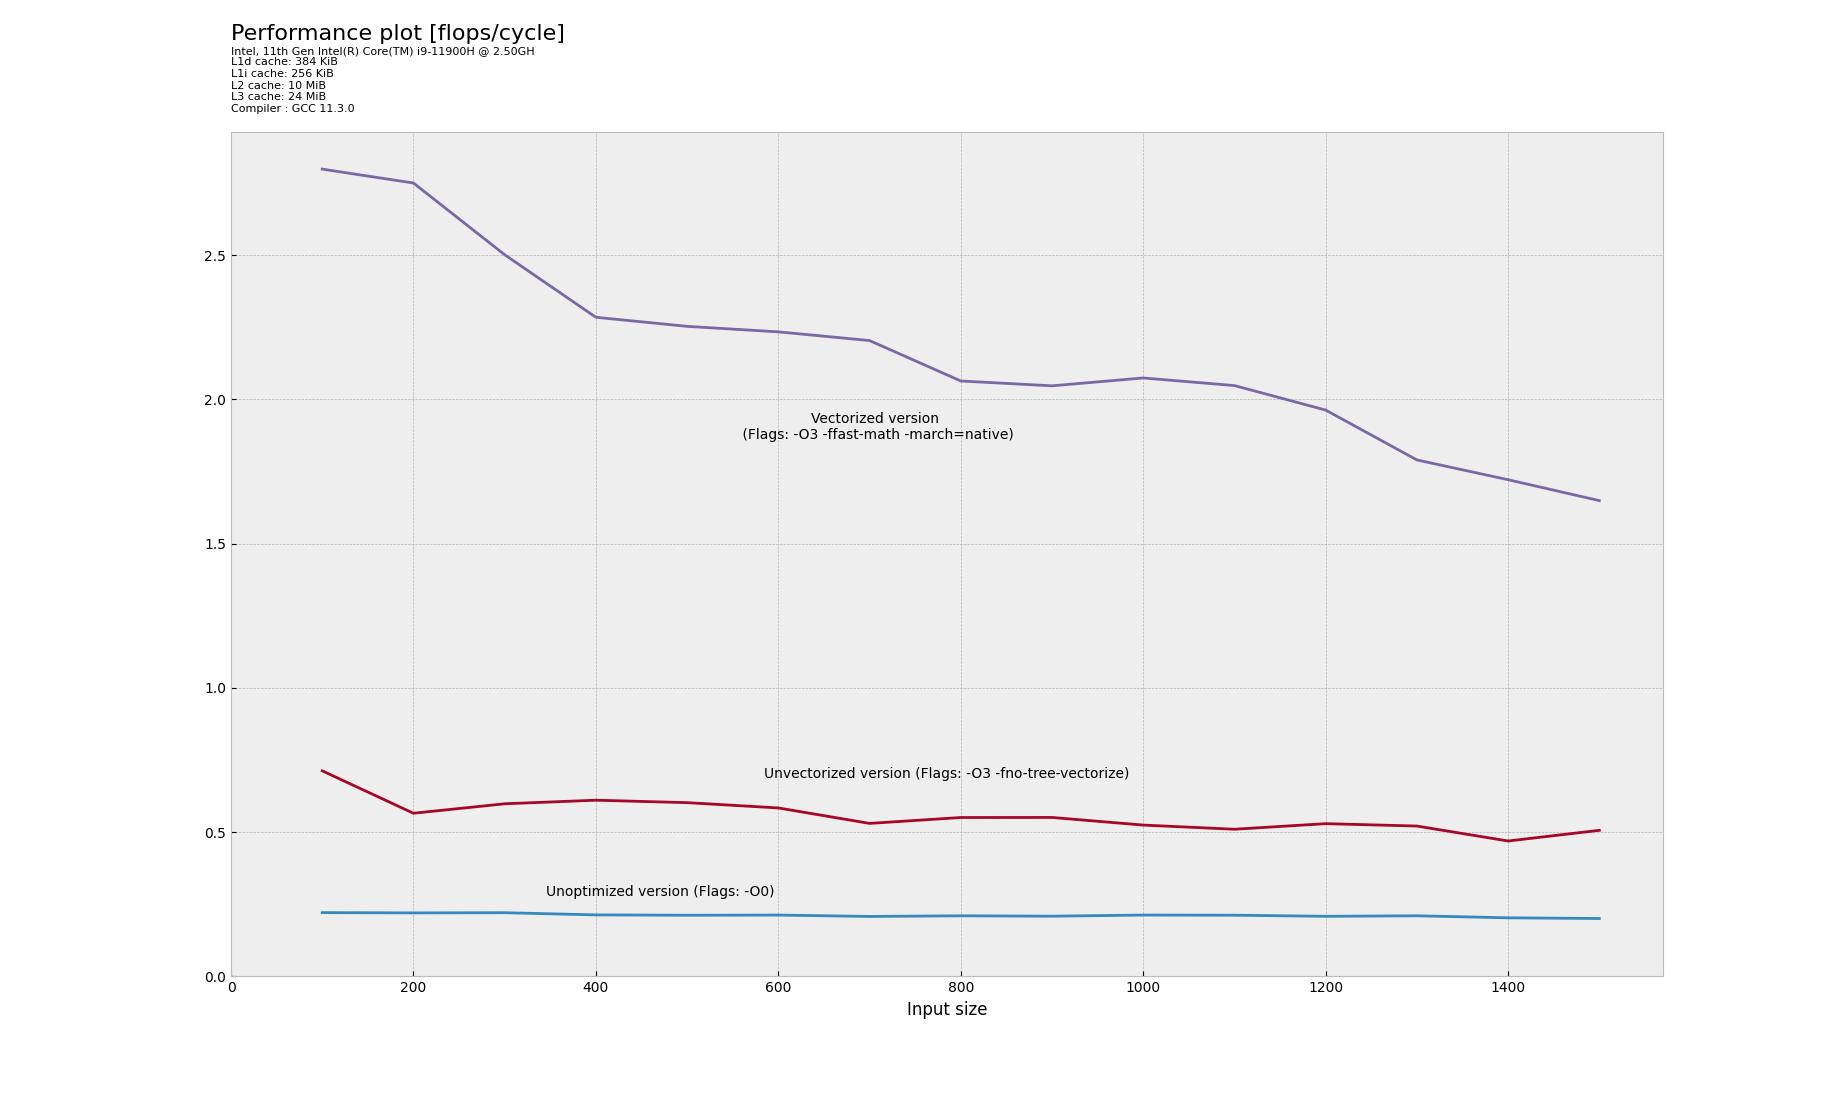 Performance plot [flops/cycle]
Intel, 11th Gen Intel(R) Core(TM) i9-11900H @ 2.50GH
L1d cache: 384 KiB
L1i cache: 256 KiB
L2 cache: 10 MiB
L3 cache: 24 MiB
Compiler : GCC 11.3.0
2.5
2.0
Vectorized version
(Flags: -O3 -ffast-math -march=native)
1.5
1.0
Unvectorized version (Flags: -O3 -fno-tree-vectorize)
0.5
Unoptimized version (Flags: -O0)
0.0
0 200 400 600 800 1000 1200 1400
Input size